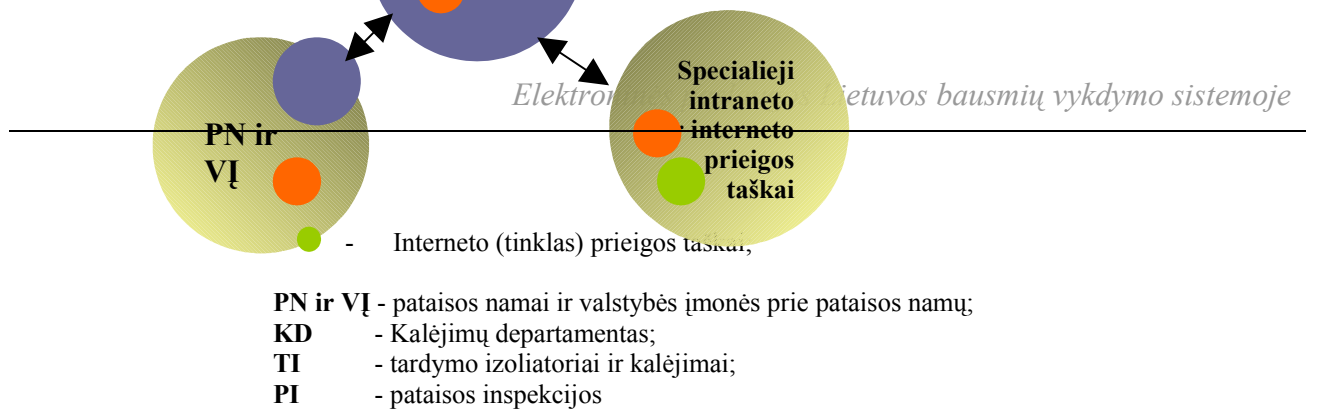 Specialieji
intraneto
interneto
prieigos
taškai
Lietuvos bausmių vykdymo sistemoje
PN ir
VĮ
- Interneto (tinklas) prieigos taškai;
PN ir VĮ - pataisos namai ir valstybės įmonės prie pataisos namų;
KD - Kalėjimų departamentas;
TI - tardymo izoliatoriai ir kalėjimai;
PI - pataisos inspekcijos